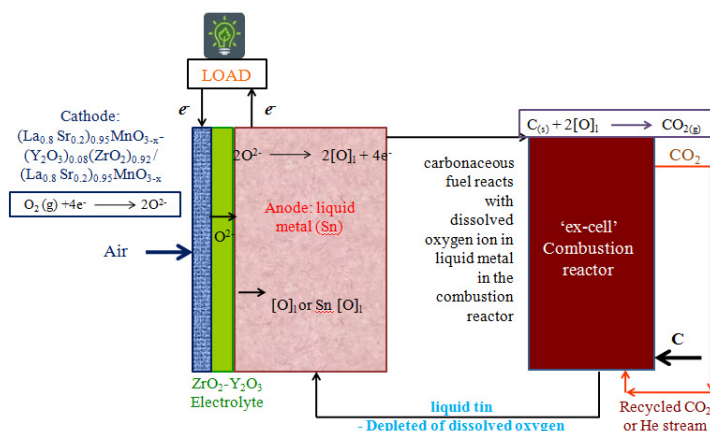 LOAD
e⁻
e⁻
Cathode:
(La₀.₈ Sr₀.₂)₀.₉₅MnO₃₋ₓ-
(Y₂O₃)₀.₀₈(ZrO₂)₀.₉₂/
(La₀.₈ Sr₀.₂)₀.₉₅MnO₃₋ₓ
O₂ (g) +4e⁻ ⟶ 2O²⁻
Air
O²⁻
2O²⁻ ⟶ 2[O]ₗ + 4e⁻
Anode: liquid
metal (Sn)
[O]ₗ or Sn [O]ₗ
ZrO₂-Y₂O₃
Electrolyte
carbonaceous
fuel reacts
with
dissolved
oxygen ion in
liquid metal
in the
combustion
reactor
C₍ₛ₎ + 2[O]ₗ ⟶ CO₂₍g₎
CO₂
'ex-cell'
Combustion
reactor
C
Recycled CO₂
or He stream
liquid tin
- Depleted of dissolved oxygen